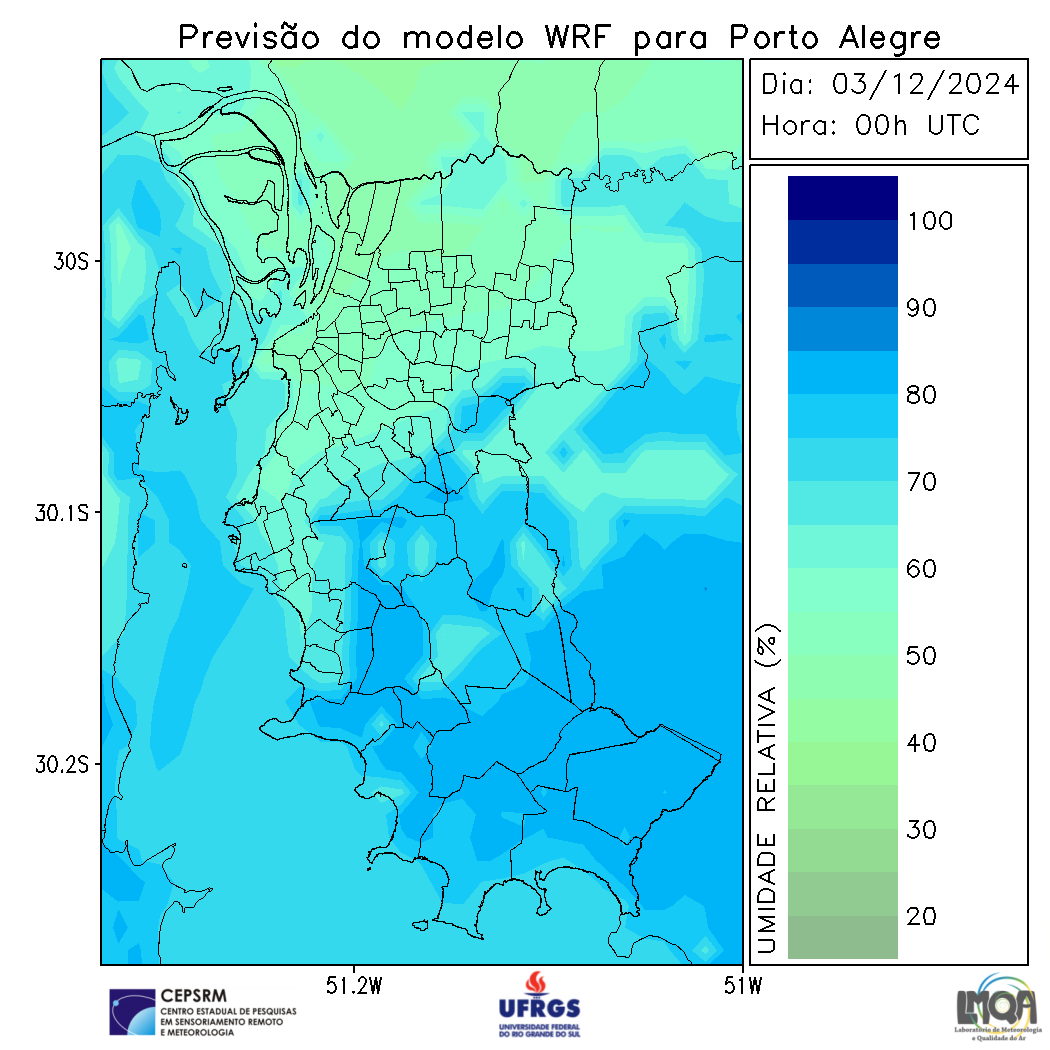 Previsão do modelo WRF para Porto Alegre
Dia: 03/12/2024
Hora: 00h UTC
30S
30.1S
30.2S
51.2W
51W
UMIDADE RELATIVA (%)
100
90
80
70
60
50
40
30
20
CEPSRM
CENTRO ESTADUAL DE PESQUISAS
EM SENSORIAMENTO REMOTO
E METEOROLOGIA
UFRGS
UNIVERSIDADE FEDERAL
DO RIO GRANDE DO SUL
LMQA
Laboratório de Meteorologia
e Qualidade do Ar